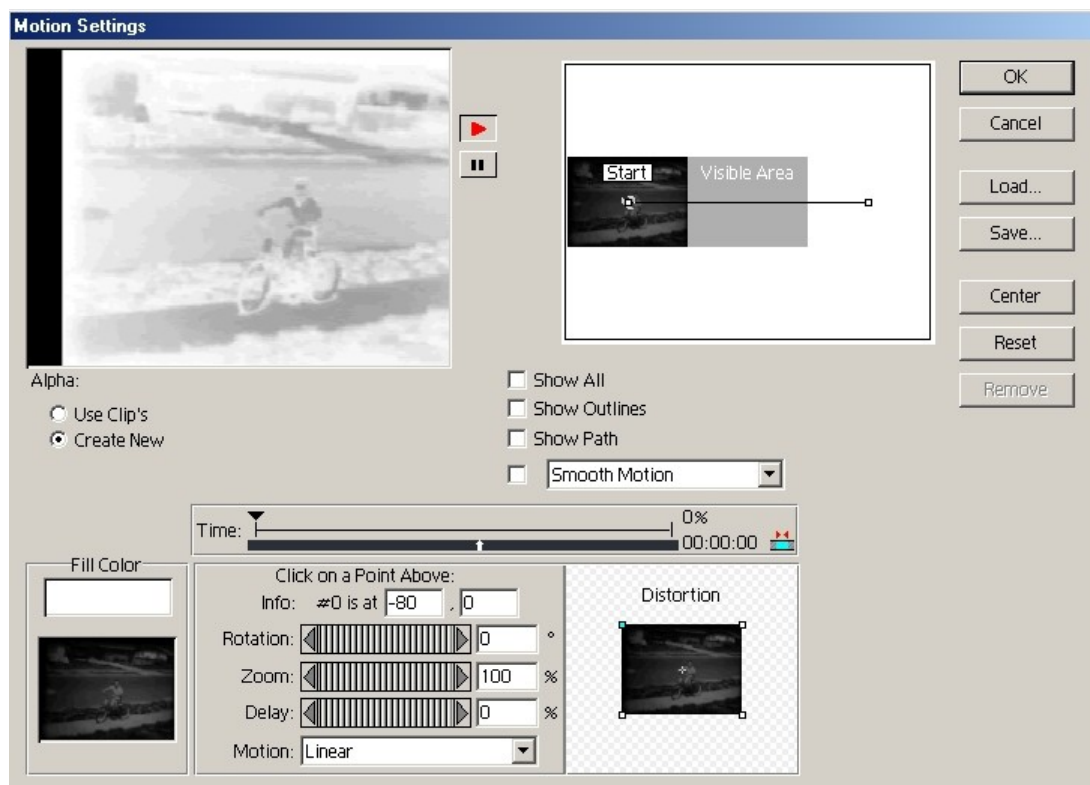 Motion Settings
OK
Cancel
Start
Visible Area
Load...
Save...
Center
Reset
Remove
Alpha:
Use Clip's
Create New
Show All
Show Outlines
Show Path
Smooth Motion
Time:
0%
00:00:00
Fill Color
Click on a Point Above:
Info: #0 is at -80 , 0
Rotation: 0 °
Zoom: 100 %
Delay: 0 %
Motion: Linear
Distortion